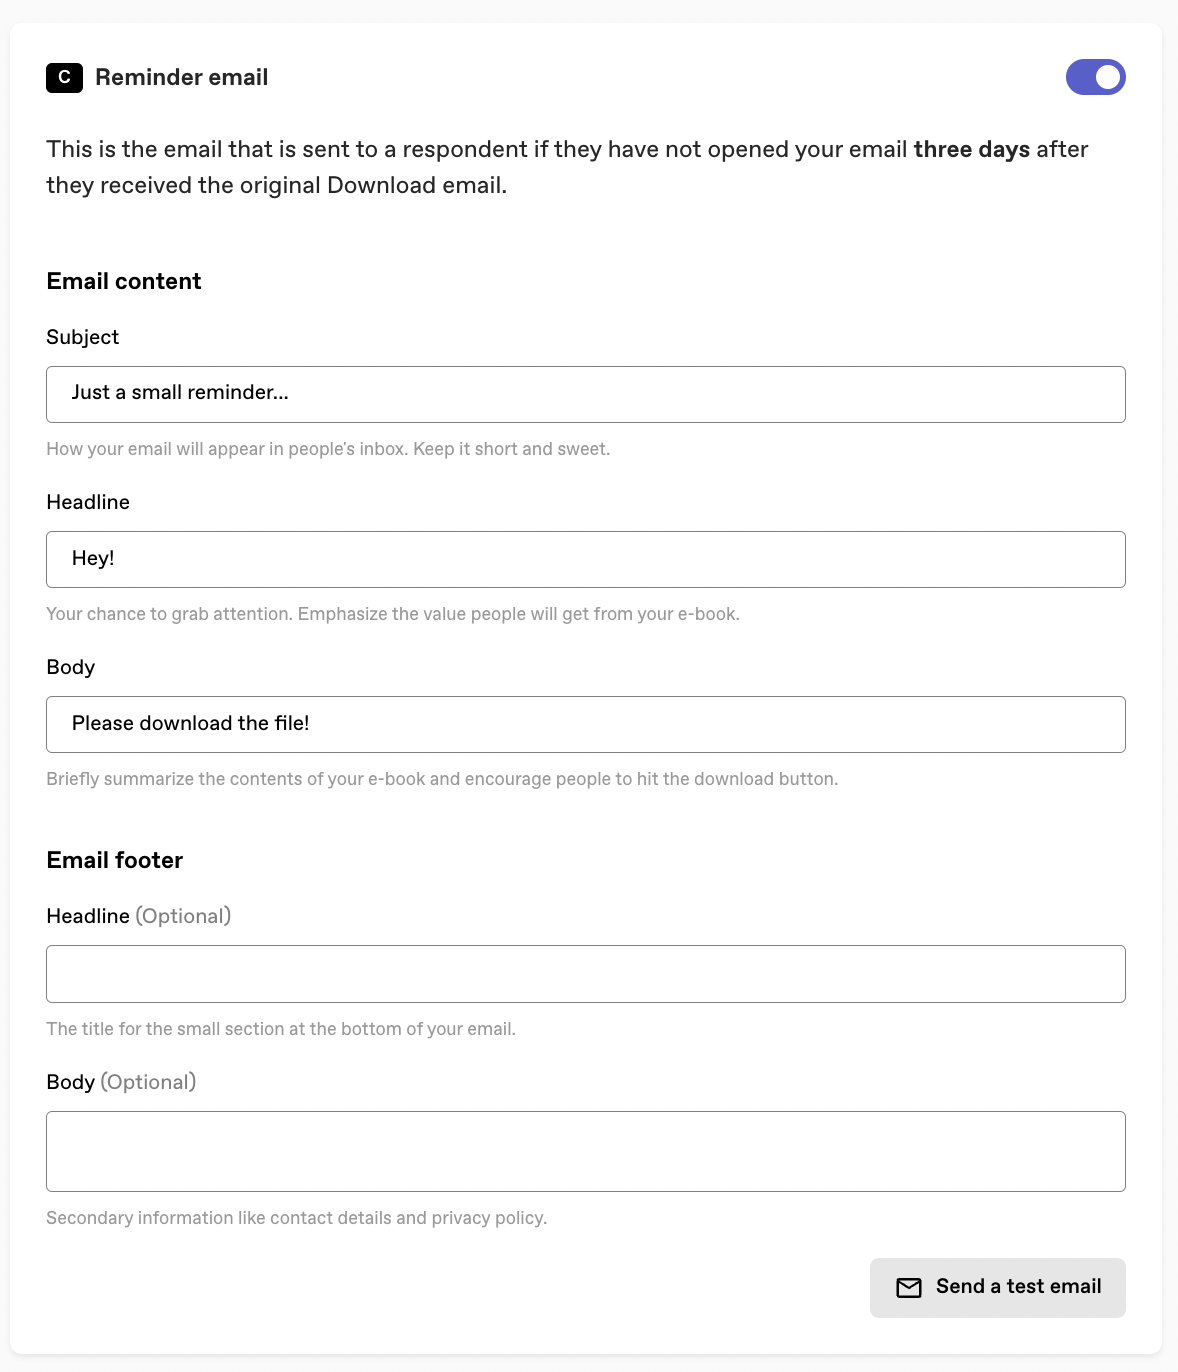 C Reminder email
This is the email that is sent to a respondent if they have not opened your email three days after
they received the original Download email.
Email content
Subject
Just a small reminder...
How your email will appear in people's inbox. Keep it short and sweet.
Headline
Hey!
Your chance to grab attention. Emphasize the value people will get from your e-book.
Body
Please download the file!
Briefly summarize the contents of your e-book and encourage people to hit the download button.
Email footer
Headline (Optional)
The title for the small section at the bottom of your email.
Body (Optional)
Secondary information like contact details and privacy policy.
Send a test email